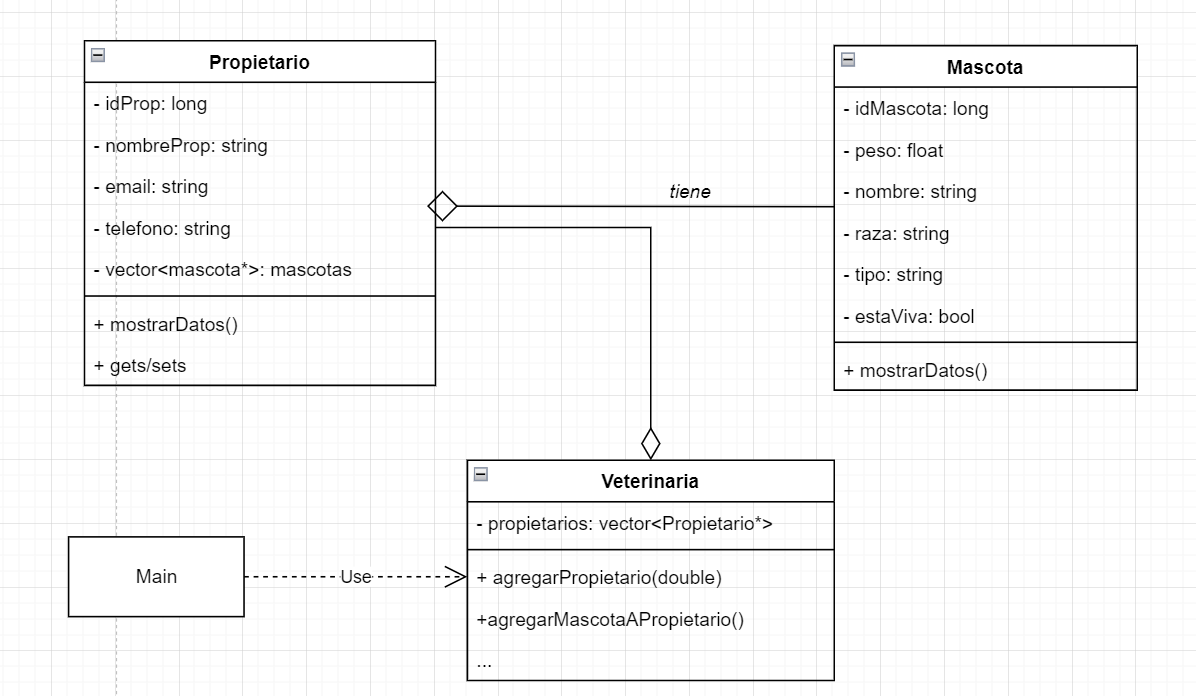 Propietario
- idProp: long
- nombreProp: string
- email: string
- telefono: string
- vector<mascota*>: mascotas
+ mostrarDatos()
+ gets/sets
tiene
Mascota
- idMascota: long
- peso: float
- nombre: string
- raza: string
- tipo: string
- estaViva: bool
+ mostrarDatos()
Main
Use
Veterinaria
- propietarios: vector<Propietario*>
+ agregarPropietario(double)
+agregarMascotaAPropietario()
...